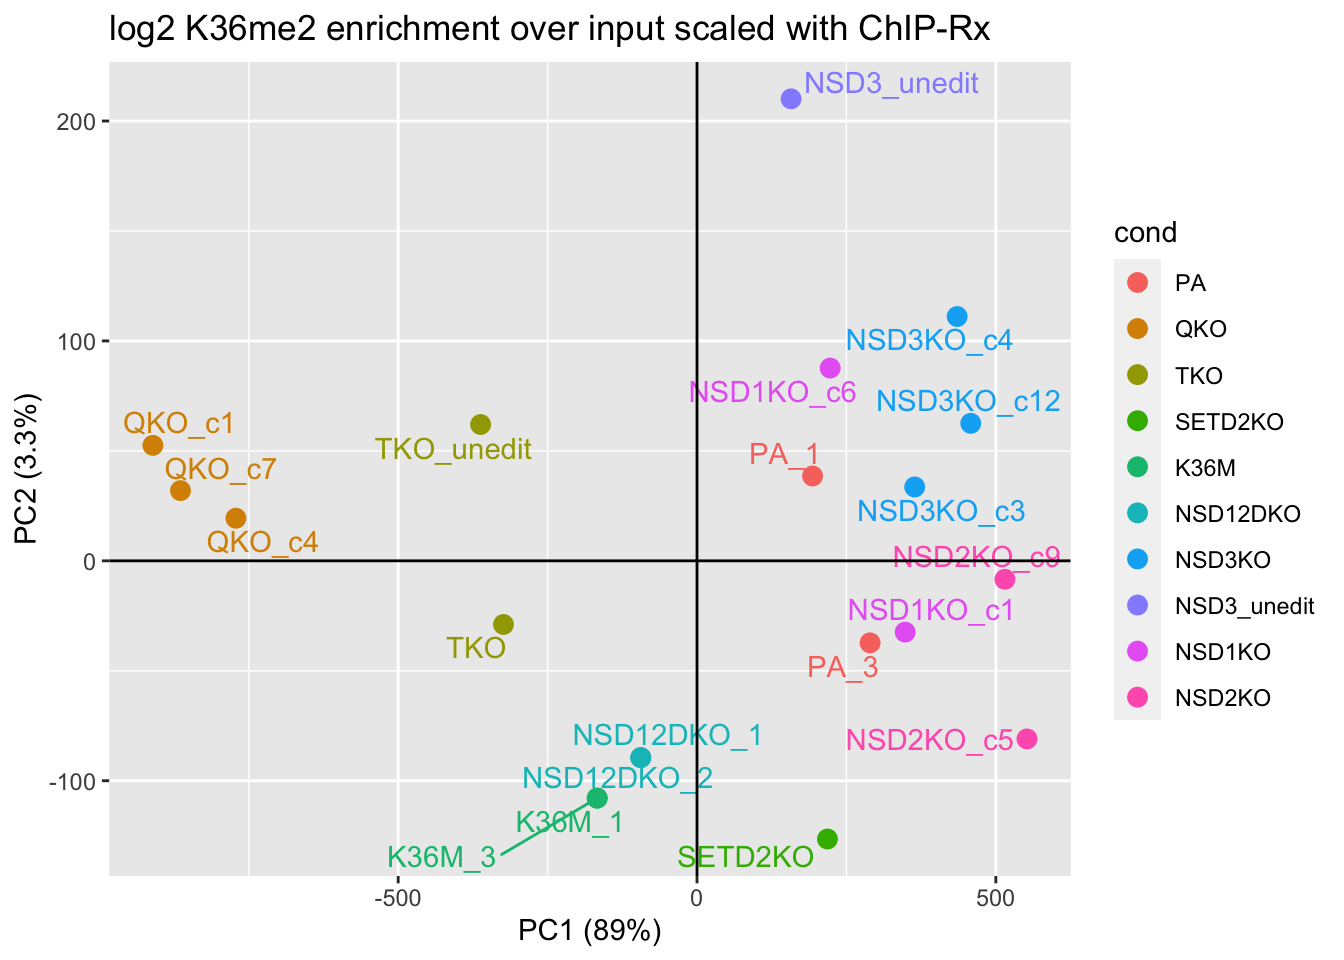 log2 K36me2 enrichment over input scaled with ChIP-Rx
NSD3_unedit
200
NSD3KO_c4
100
NSD1KO_c6
NSD3KO_c12
QKO_c1
TKO_unedit
PA_1
QKO_c7
NSD3KO_c3
QKO_c4
NSD2KO_c9
0
NSD1KO_c1
TKO
PA_3
NSD12DKO_1
NSD2KO_c5
NSD12DKO_2
-100
K36M_1
K36M_3
SETD2KO
-500
0
500
PC1 (89%)
PC2 (3.3%)
cond
PA
QKO
TKO
SETD2KO
K36M
NSD12DKO
NSD3KO
NSD3_unedit
NSD1KO
NSD2KO